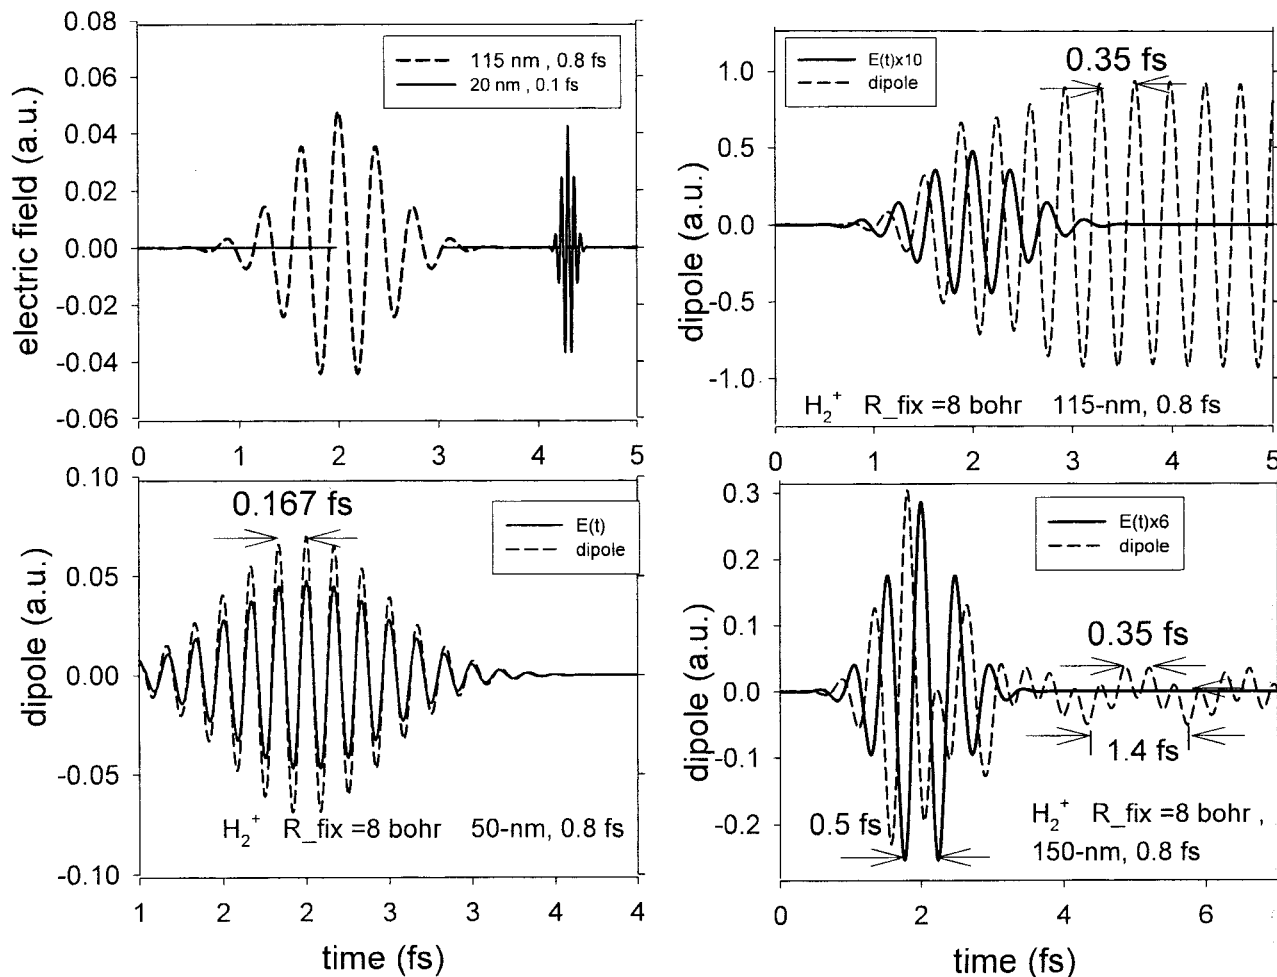 electric field (a.u.)
0.08
0.06
0.04
0.02
0.00
-0.02
-0.04
-0.06
115-nm , 0.8 fs
20 nm , 0.1 fs
0 1 2 3 4 5
dipole (a.u.)
1.0
0.5
0.0
-0.5
-1.0
E(t)x10
dipole
0.35 fs
H₂⁺ R_fix =8 bohr 115-nm, 0.8 fs
0 1 2 3 4 5
dipole (a.u.)
0.10
0.05
0.00
-0.05
-0.10
0.167 fs
E(t)
dipole
H₂⁺ R_fix =8 bohr 50-nm, 0.8 fs
1 2 2 3 3 4 4
time (fs)
dipole (a.u.)
0.3
0.2
0.1
0.0
-0.1
-0.2
E(t)x6
dipole
0.35 fs
1.4 fs
0.5 fs
H₂⁺ R_fix =8 bohr ,
150-nm, 0.8 fs
0 2 4 6
time (fs)